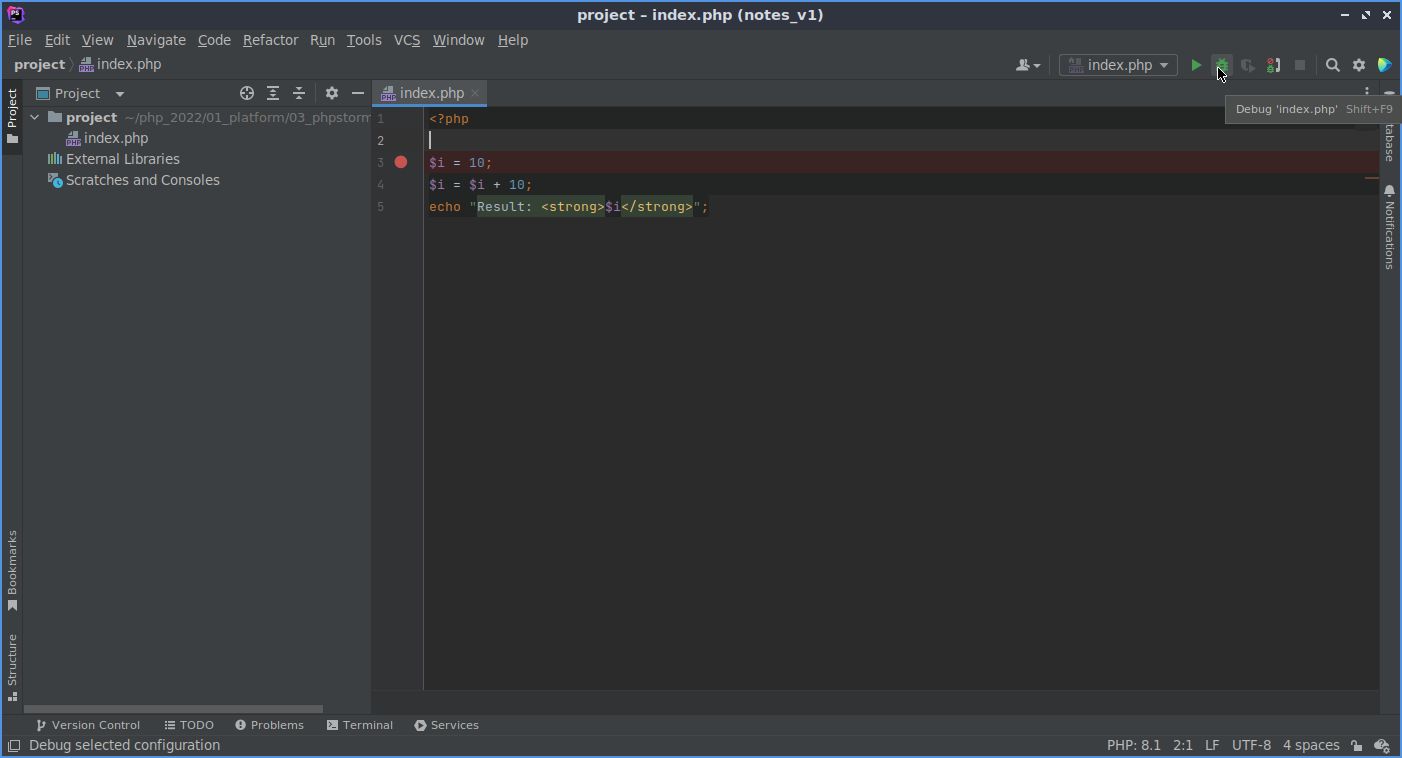 project – index.php (notes_v1)
File Edit View Navigate Code Refactor Run Tools VCS Window Help
project index.php
index.php
Project
index.php
Debug 'index.php' Shift+F9
Project
project ~/php_2022/01_platform/03_phpstorm
index.php
External Libraries
Scratches and Consoles
1 <?php
2
3 $i = 10;
4 $i = $i + 10;
5 echo "Result: <strong>$i</strong>";
Notifications
Bookmarks
Structure
Version Control TODO Problems Terminal Services
Debug selected configuration PHP: 8.1 2:1 LF UTF-8 4 spaces